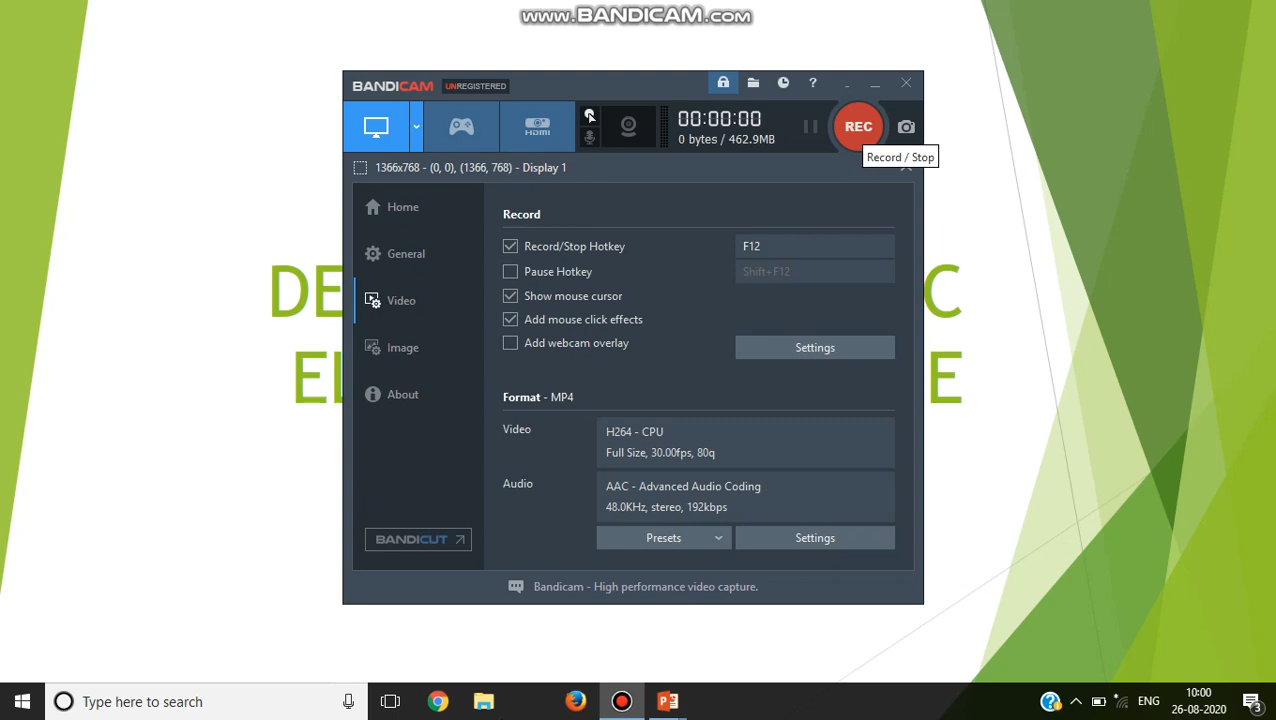 www.BANDICAM.com
BANDICAM UNREGISTERED
?
HDMI
00:00:00
0 bytes / 462.9MB
REC
Record / Stop
1366x768 - (0, 0), (1366, 768) - Display 1
Home
General
Video
Image
About
BANDICUT
Record
Record/Stop Hotkey F12
Pause Hotkey Shift+F12
Show mouse cursor
Add mouse click effects
Add webcam overlay
Settings
Format - MP4
Video H264 - CPU
Full Size, 30.00fps, 80q
Audio AAC - Advanced Audio Coding
48.0KHz, stereo, 192kbps
Presets Settings
Bandicam - High performance video capture.
DE C
EL E
Type here to search
ENG
10:00
26-08-2020
3